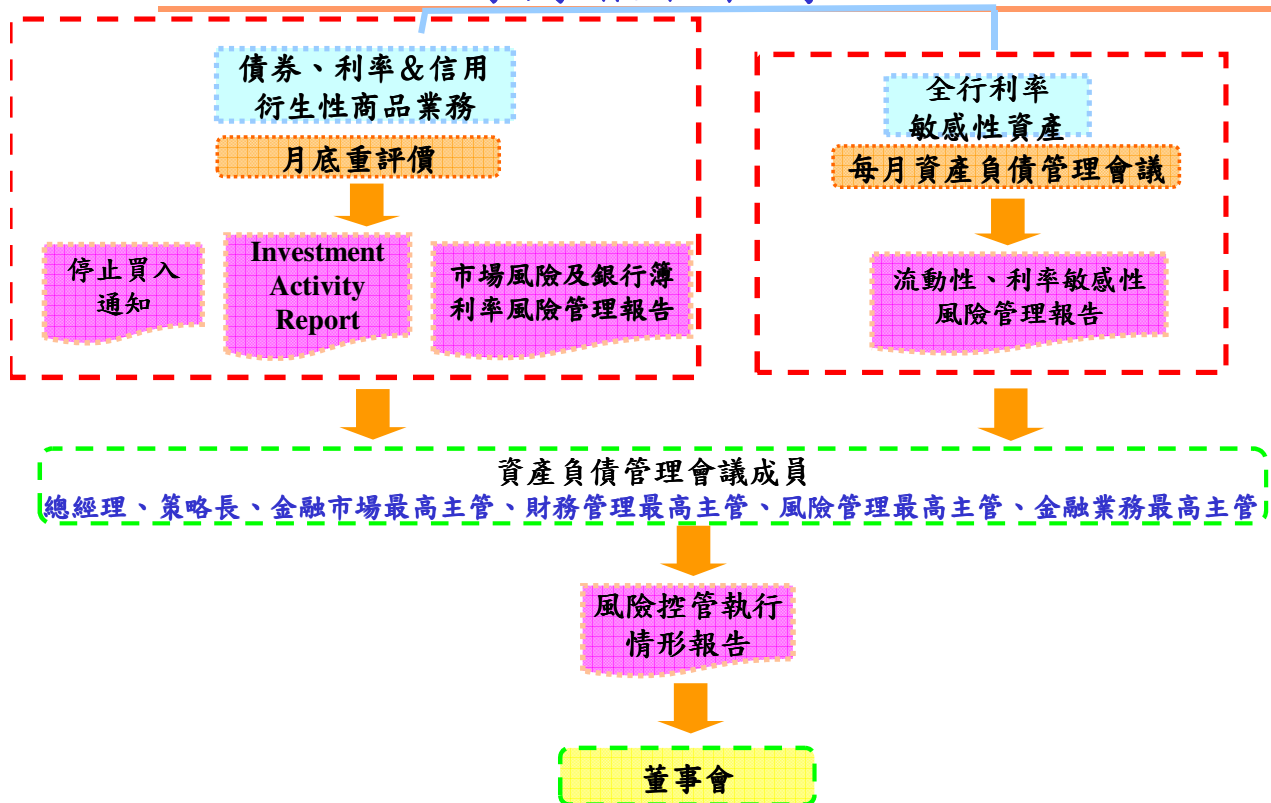 債券、利率&信用
衍生性商品業務
月底重評價
停止買入
通知
Investment
Activity
Report
市場風險及銀行簿
利率風險管理報告
全行利率
敏感性資產
每月資產負債管理會議
流動性、利率敏感性
風險管理報告
資產負債管理會議成員
總經理、策略長、金融市場最高主管、財務管理最高主管、風險管理最高主管、金融業務最高主管
風險控管執行
情形報告
董事會